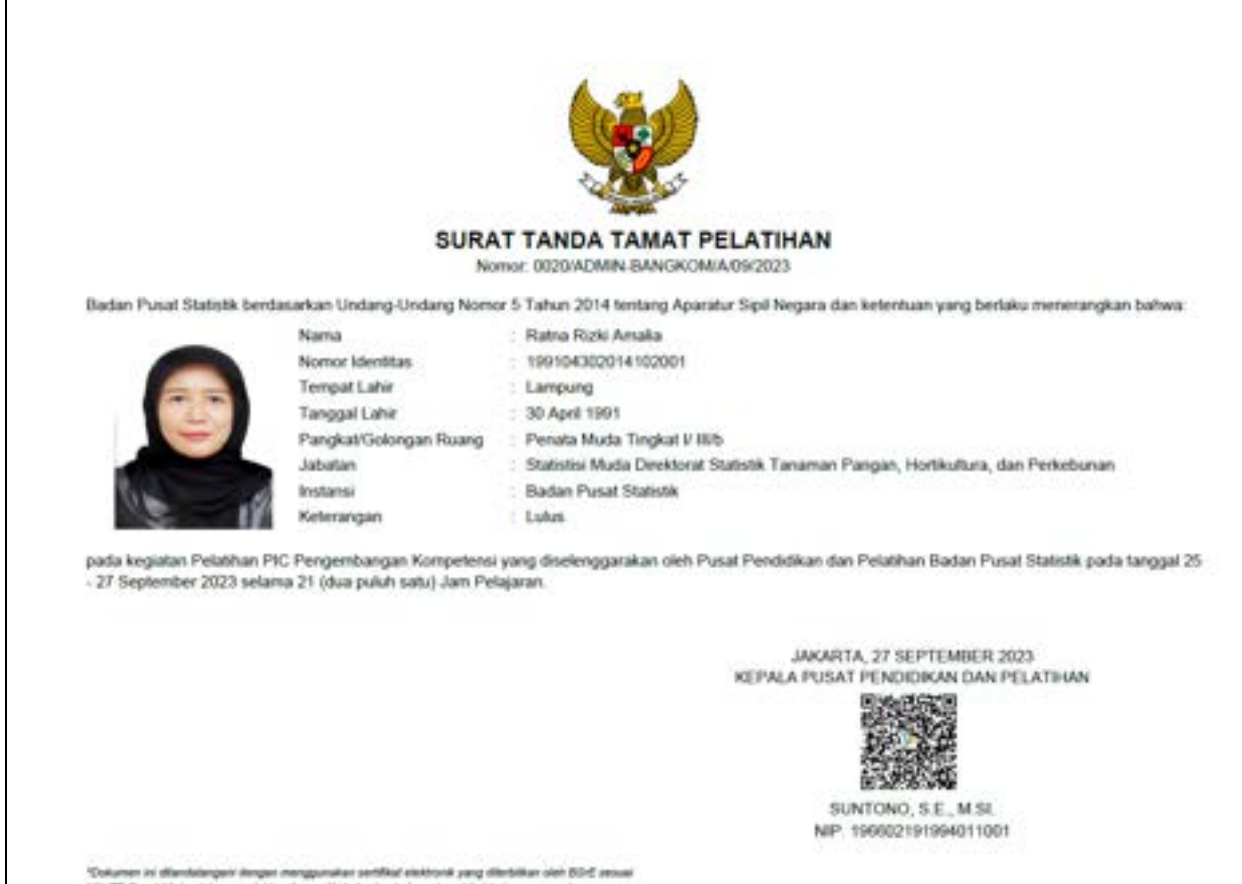 SURAT TANDA TAMAT PELATIHAN
Nomor: 0020/ADMIN-BANGKOM/A/09/2023
Badan Pusat Statistik berdasarkan Undang-Undang Nomor 5 Tahun 2014 tentang Aparatur Sipil Negara dan ketentuan yang berlaku menerangkan bahwa:
Nama : Ratna Rizki Amalia
Nomor Identitas : 199104302014102001
Tempat Lahir : Lampung
Tanggal Lahir : 30 April 1991
Pangkat/Golongan Ruang : Penata Muda Tingkat I/ III/b
Jabatan : Statistisi Muda Direktorat Statistik Tanaman Pangan, Hortikultura, dan Perkebunan
Instansi : Badan Pusat Statistik
Keterangan : Lulus
pada kegiatan Pelatihan PIC Pengembangan Kompetensi yang diselenggarakan oleh Pusat Pendidikan dan Pelatihan Badan Pusat Statistik pada tanggal 25
- 27 September 2023 selama 21 (dua puluh satu) Jam Pelajaran.
JAKARTA, 27 SEPTEMBER 2023
KEPALA PUSAT PENDIDIKAN DAN PELATIHAN
SUNTONO, S.E., M.SI.
NIP. 196602191994011001
*Dokumen ini ditandatangani dengan menggunakan sertifikat elektronik yang diterbitkan oleh BSrE sesuai